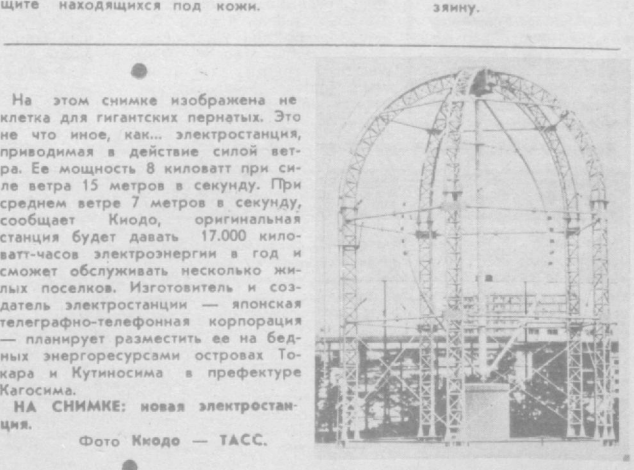 щите находящихся под кожи.
зяину.
На этом снимке изображена не
клетка для гигантских пернатых. Это
не что иное, как... электростанция,
приводимая в действие силой вет-
ра. Ее мощность 8 киловатт при си-
ле ветра 15 метров в секунду. При
среднем ветре 7 метров в секунду,
сообщает Киодо, оригинальная
станция будет давать 17.000 кило-
ватт-часов электроэнергии в год и
сможет обслуживать несколько жи-
лых поселков. Изготовитель и соз-
датель электростанции — японская
телеграфно-телефонная корпорация
— планирует разместить ее на бед-
ных энергоресурсами островах То-
кара и Кутиносима в префектуре
Кагосима.
НА СНИМКЕ: новая электростан-
ция.
Фото Киодо — ТАСС.